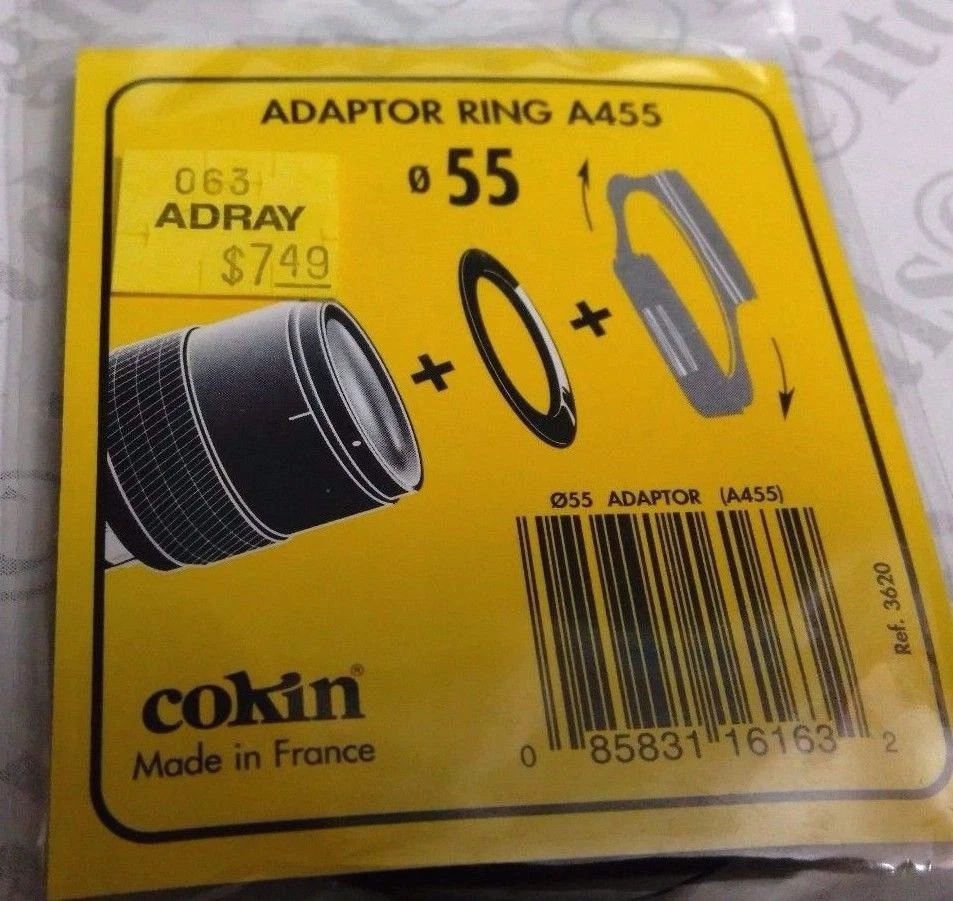 ADAPTOR RING A455
ø 55
063
ADRAY
$749
+
+
Ø55 ADAPTOR (A455)
0 85831 16163 2
Ref. 3620
cokin®
Made in France